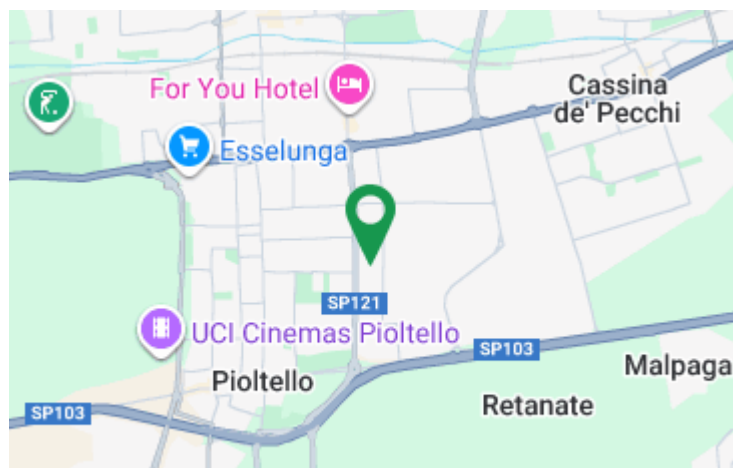 For You Hotel
Cassina
de' Pecchi
Esselunga
SP121
UCI Cinemas Pioltello
SP103
Malpaga
Pioltello
Retanate
SP103